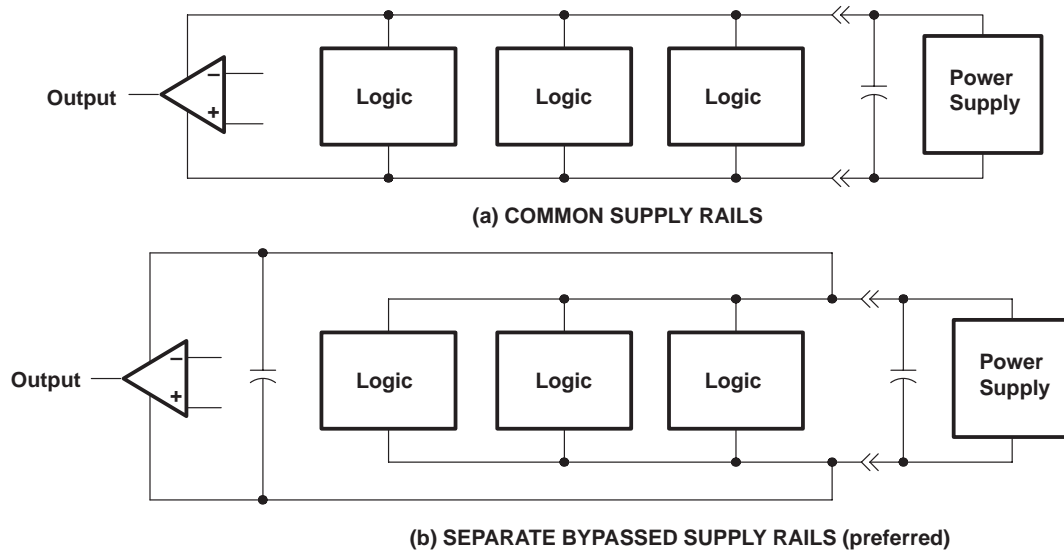 Output
−
+
Logic
Logic
Logic
Power
Supply
(a) COMMON SUPPLY RAILS
Output
−
+
Logic
Logic
Logic
Power
Supply
(b) SEPARATE BYPASSED SUPPLY RAILS (preferred)